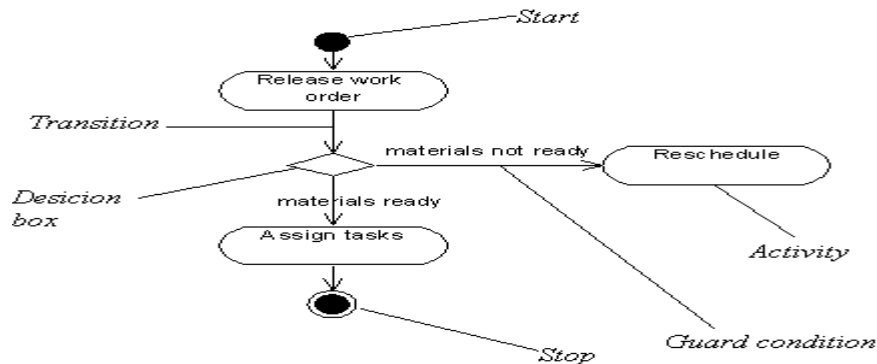 Start
Release work
order
Transition
materials not ready
Reschedule
Desicion
box
materials ready
Assign tasks
Activity
Guard condition
Stop